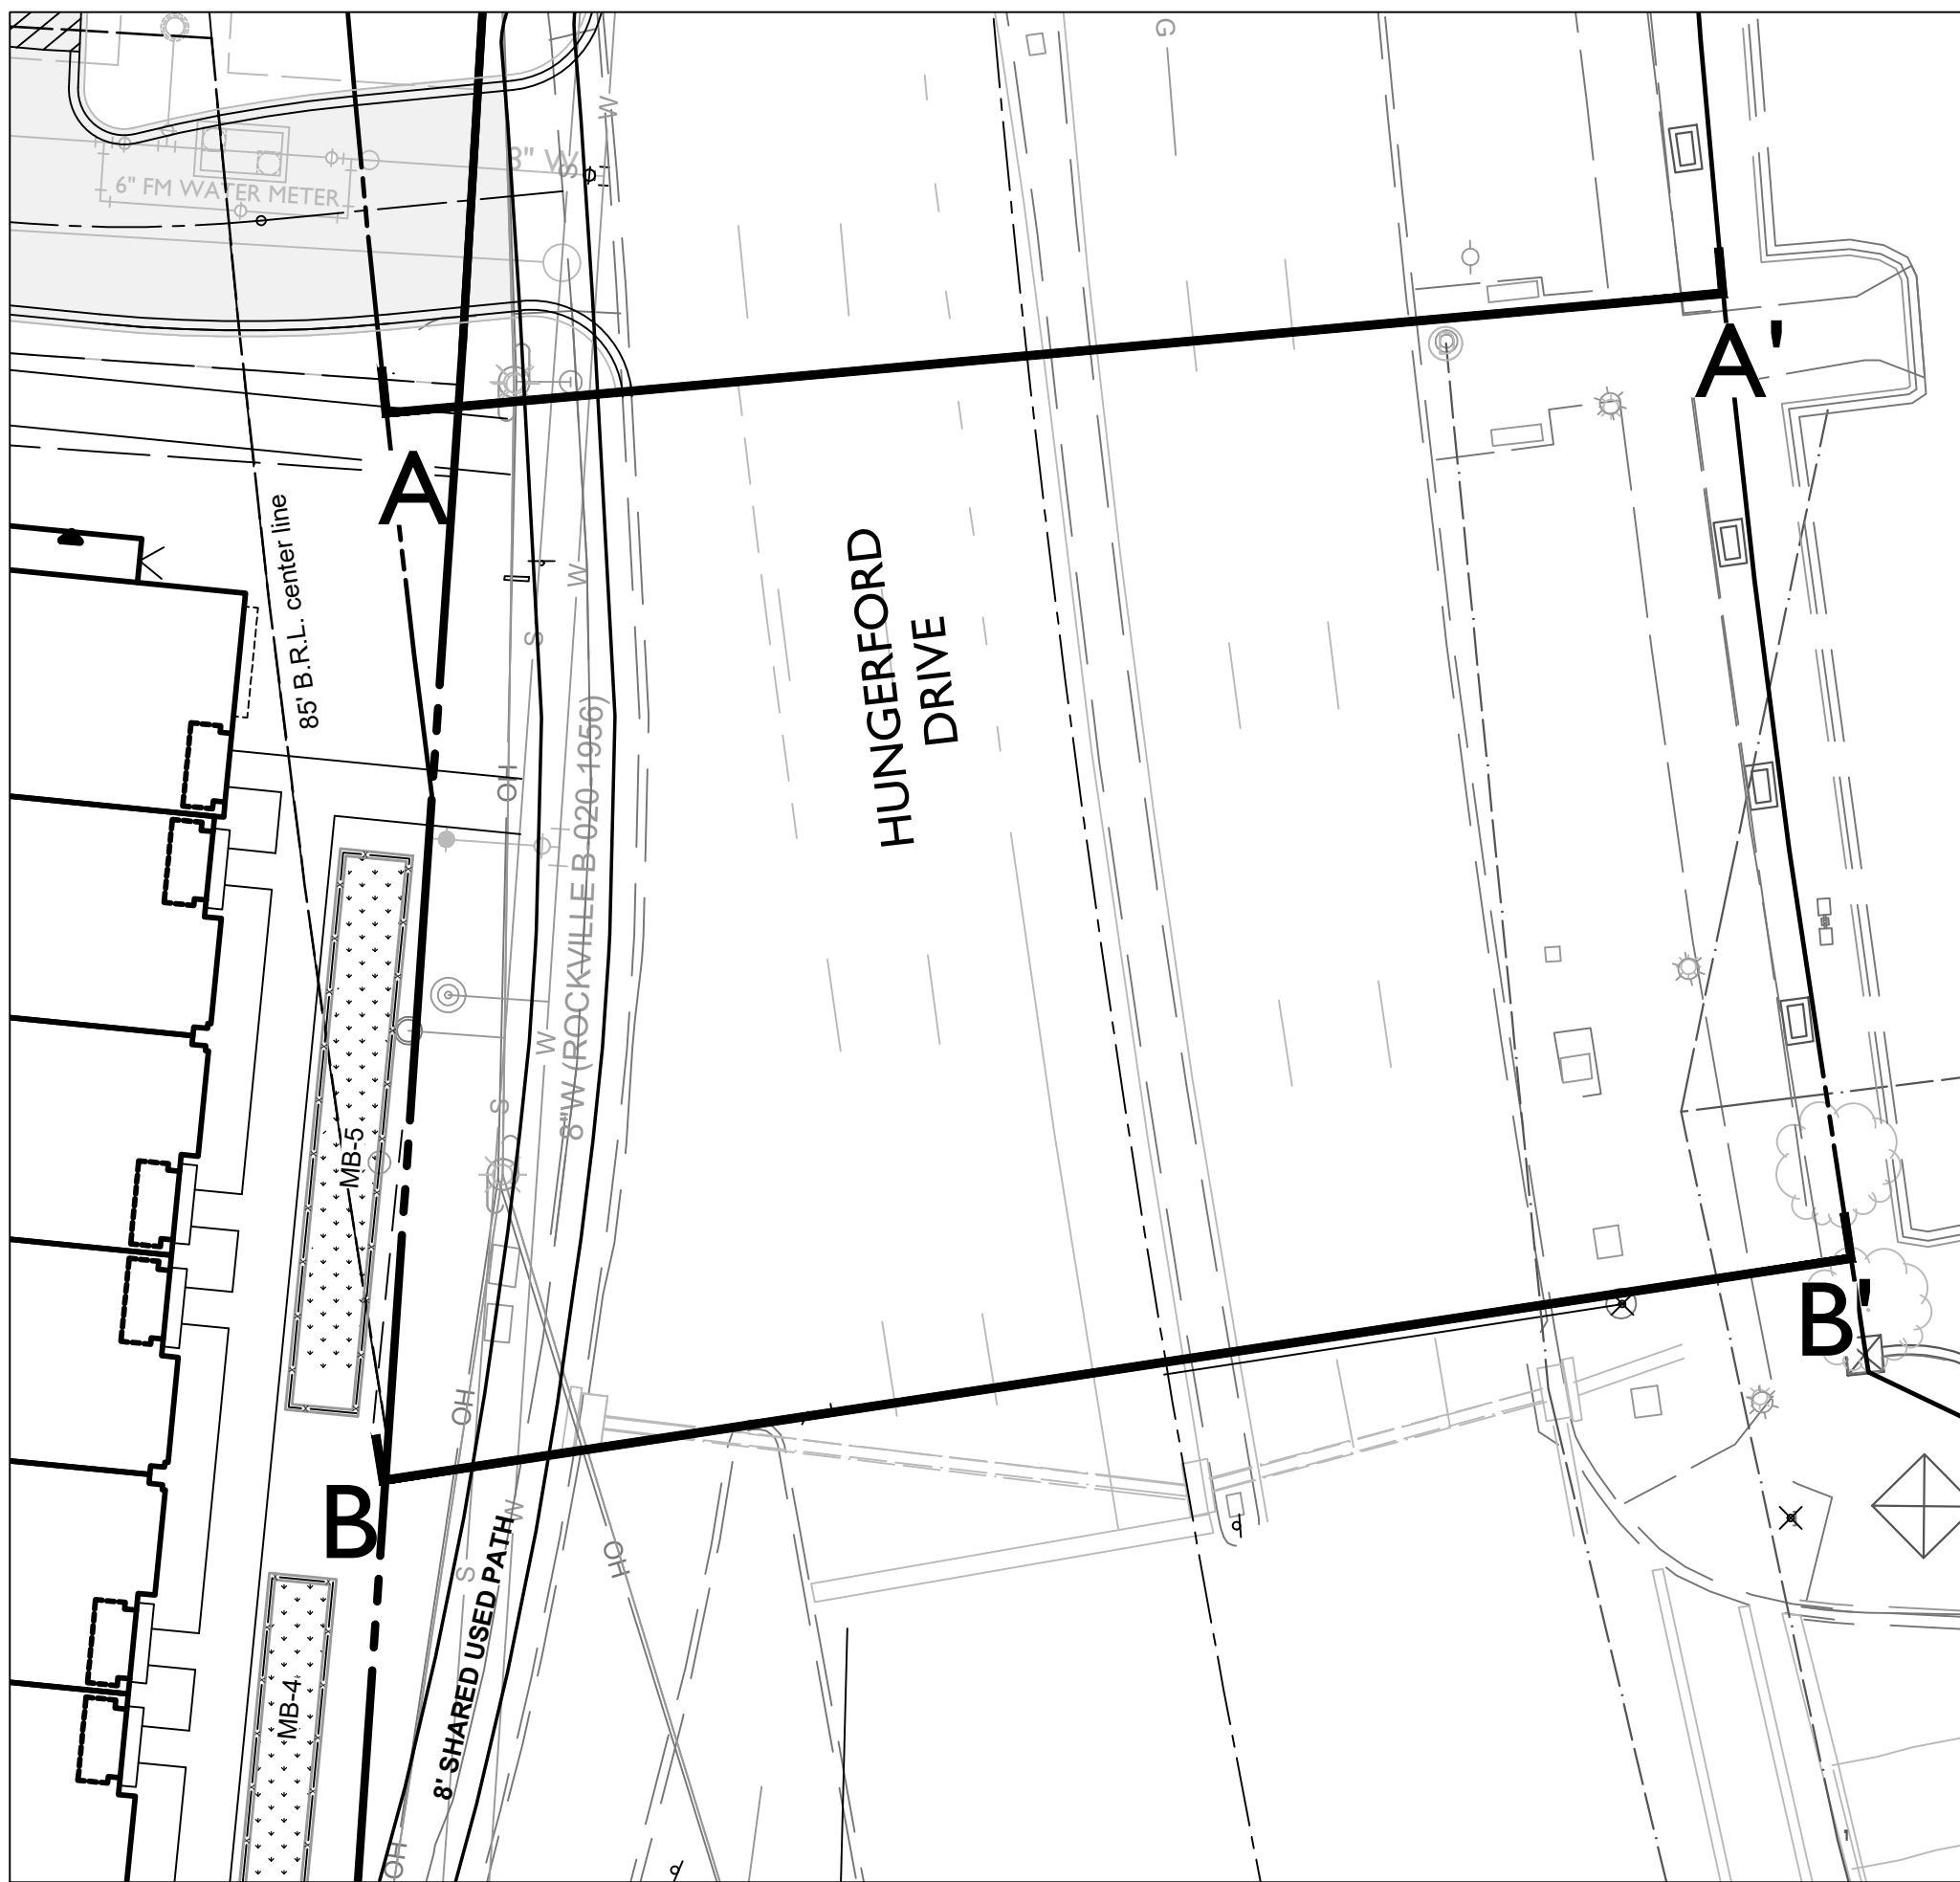 G
W
8" W
S
6" FM WATER METER
A'
A
85' B.R.L. center line
W
S
HUNGERFORD
DRIVE
OH
8"W (ROCKVILLE B-020-1956)
W
S
MB-5
B'
OH
B
W
OH
S
8' SHARED USED PATH
MB-4
OH